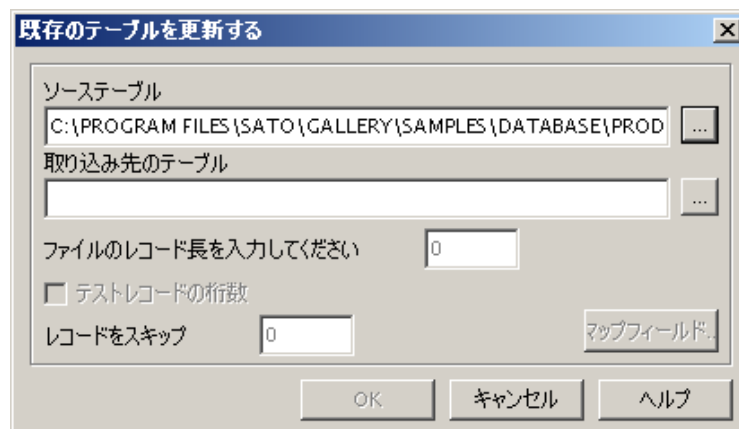 既存のテーブルを更新する
ソーステーブル
C:\PROGRAM FILES\SATO\GALLERY\SAMPLES\DATABASE\PROD
...
取り込み先のテーブル
...
ファイルのレコード長を入力してください 0
テストレコードの桁数
レコードをスキップ 0 マップフィールド..
OK キャンセル ヘルプ